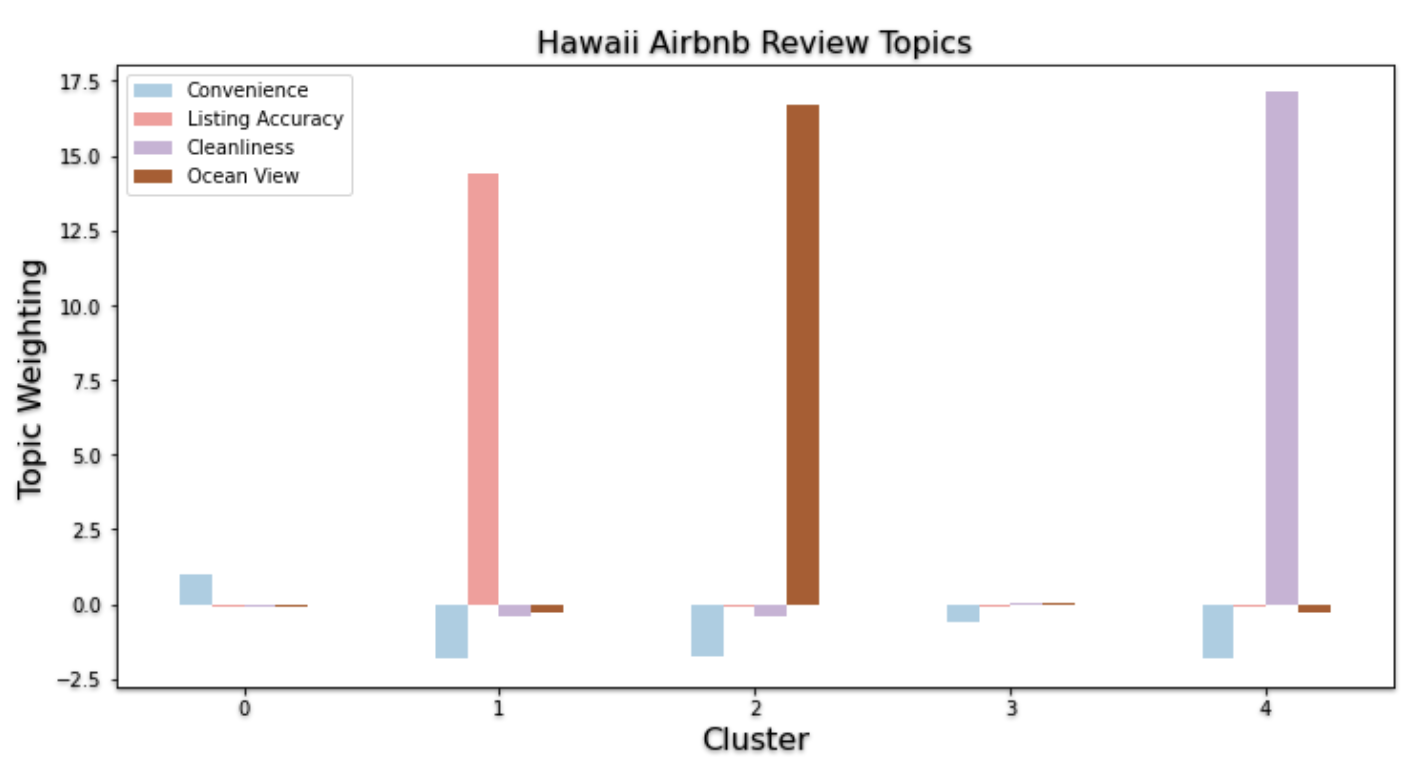 Hawaii Airbnb Review Topics
Convenience
Listing Accuracy
Cleanliness
Ocean View
Topic Weighting
17.5
15.0
12.5
10.0
7.5
5.0
2.5
0.0
−2.5
0 1 2 3 4
Cluster